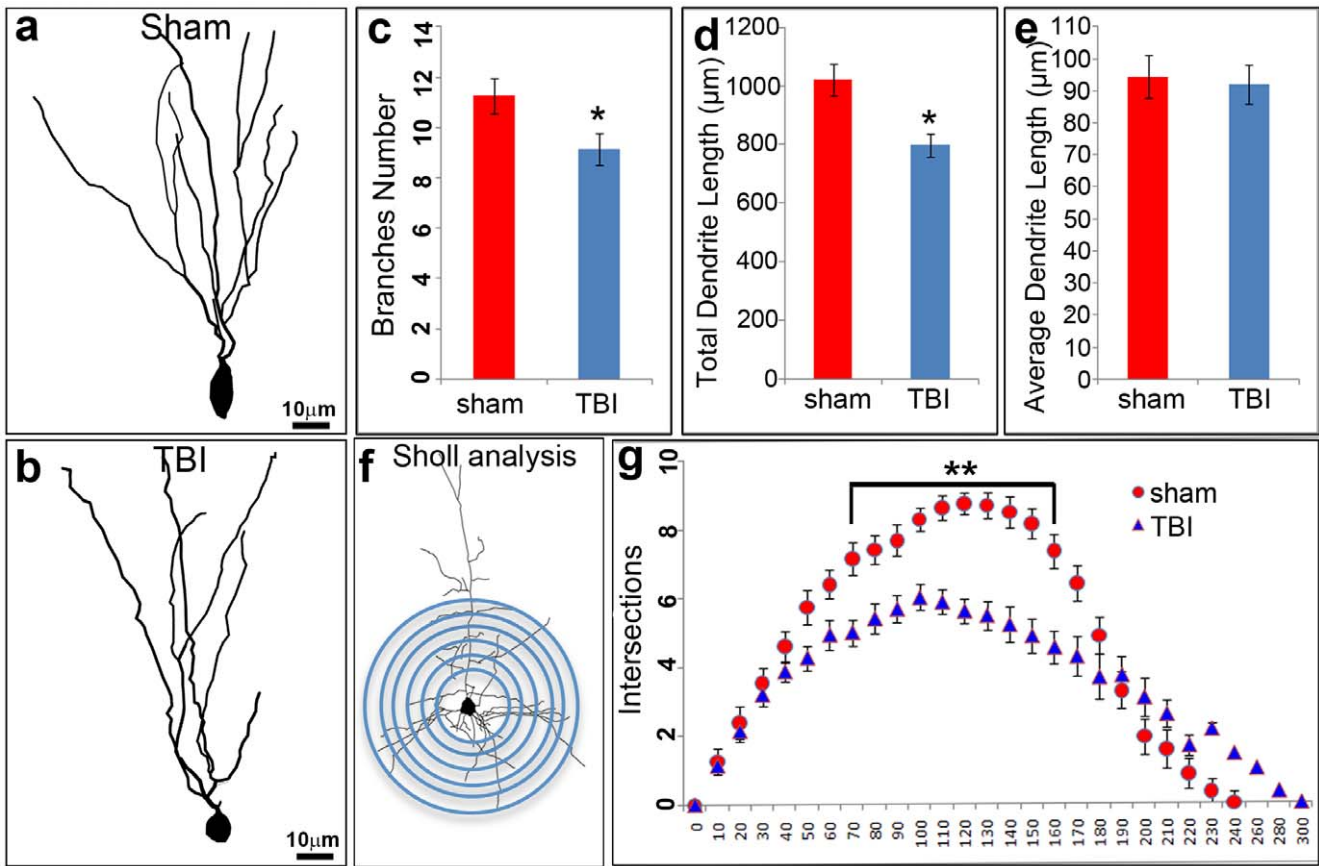 a
Sham
10μm
b
TBI
10μm
c
Branches Number
14
12
10
8
6
4
2
0
*
sham
TBI
d
Total Dendrite Length (μm)
1200
1000
800
600
400
200
0
*
sham
TBI
e
Average Dendrite Length (μm)
110
100
90
80
70
60
50
40
30
20
10
0
sham
TBI
f
Sholl analysis
g
Intersections
10
8
6
4
2
0
**
sham
TBI
0 10 20 30 40 50 60 70 80 90 100 110 120 130 140 150 160 170 180 190 200 210 220 230 240 260 280 300